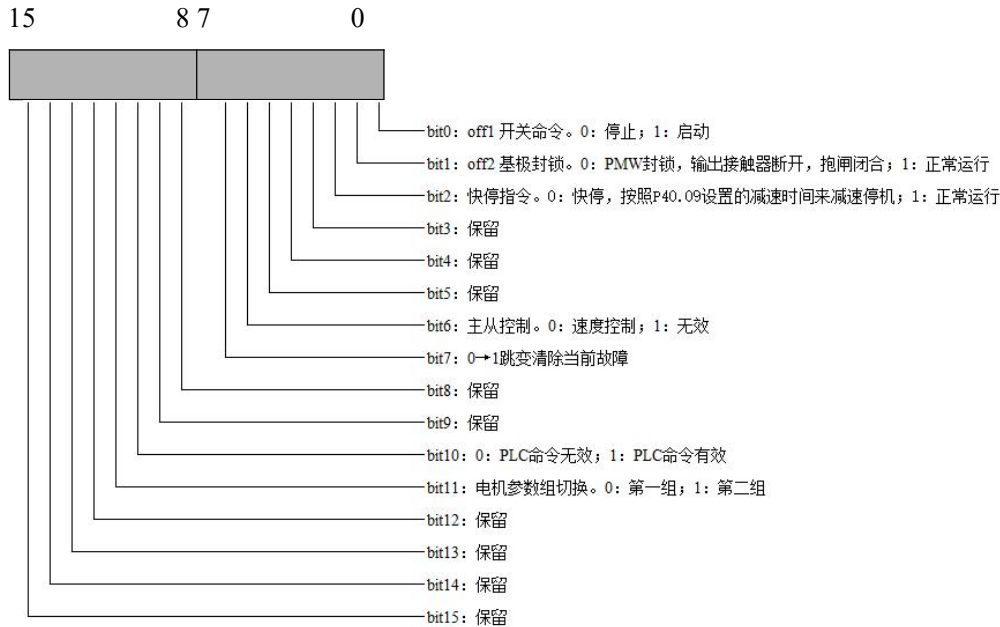 15 8 7 0
bit0：off1 开关命令。0：停止；1：启动
bit1：off2 基极封锁。0：PMW封锁，输出接触器断开，抱闸闭合；1：正常运行
bit2：快停指令。0：快停，按照P40.09设置的减速时间来减速停机；1：正常运行
bit3：保留
bit4：保留
bit5：保留
bit6：主从控制。0：速度控制；1：无效
bit7：0→1跳变清除当前故障
bit8：保留
bit9：保留
bit10：0：PLC命令无效；1：PLC命令有效
bit11：电机参数组切换。0：第一组；1：第二组
bit12：保留
bit13：保留
bit14：保留
bit15：保留